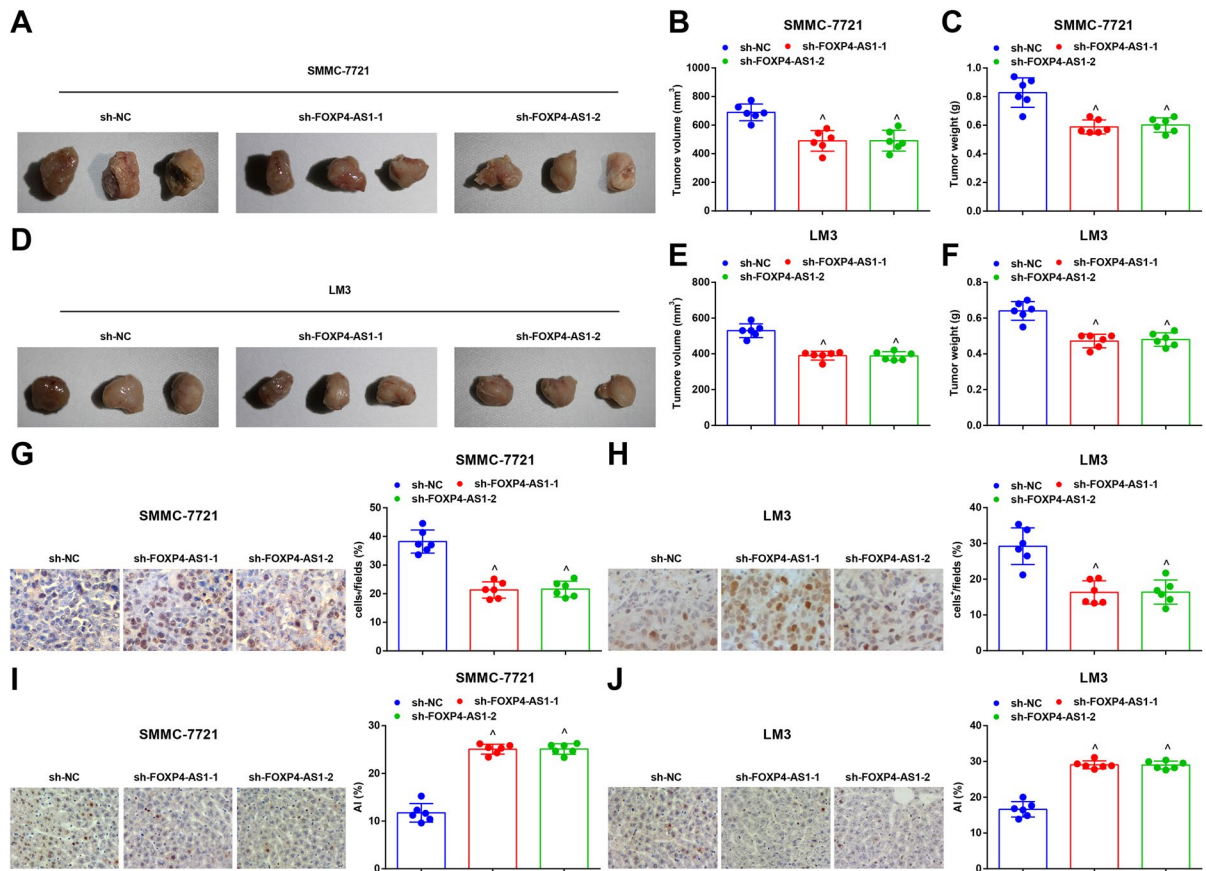 A
SMMC-7721
sh-NC sh-FOXP4-AS1-1 sh-FOXP4-AS1-2
B
SMMC-7721
sh-NC sh-FOXP4-AS1-1
sh-FOXP4-AS1-2
Tumore volume (mm³)
1000
800
600
400
200
0
^ ^
C
SMMC-7721
sh-NC sh-FOXP4-AS1-1
sh-FOXP4-AS1-2
Tumor weight (g)
1.0
0.8
0.6
0.4
0.2
0.0
^ ^
D
LM3
sh-NC sh-FOXP4-AS1-1 sh-FOXP4-AS1-2
E
LM3
sh-NC sh-FOXP4-AS1-1
sh-FOXP4-AS1-2
Tumore volume (mm³)
800
600
400
200
0
^ ^
F
LM3
sh-NC sh-FOXP4-AS1-1
sh-FOXP4-AS1-2
Tumor weight (g)
0.8
0.6
0.4
0.2
0.0
^ ^
G
SMMC-7721
sh-NC sh-FOXP4-AS1-1 sh-FOXP4-AS1-2
SMMC-7721
sh-NC sh-FOXP4-AS1-1
sh-FOXP4-AS1-2
/fields (%)
50
40
30
20
10
0
^ ^
H
LM3
sh-NC sh-FOXP4-AS1-1 sh-FOXP4-AS1-2
LM3
sh-NC sh-FOXP4-AS1-1
sh-FOXP4-AS1-2
cells⁺/fields (%)
40
30
20
10
0
^ ^
I
SMMC-7721
sh-NC sh-FOXP4-AS1-1 sh-FOXP4-AS1-2
SMMC-7721
sh-NC sh-FOXP4-AS1-1
sh-FOXP4-AS1-2
AI (%)
30
20
10
0
^ ^
J
LM3
sh-NC sh-FOXP4-AS1-1 sh-FOXP4-AS1-2
LM3
sh-NC sh-FOXP4-AS1-1
sh-FOXP4-AS1-2
AI (%)
40
30
20
10
0
^ ^